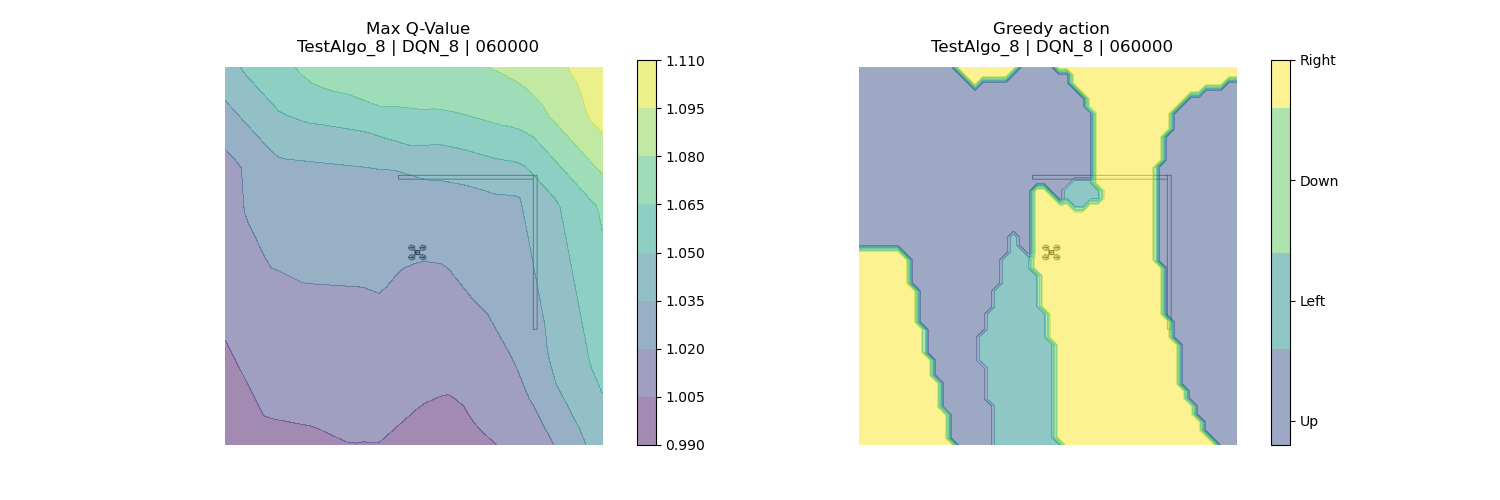 Max Q-Value
TestAlgo_8 | DQN_8 | 060000
1.110
1.095
1.080
1.065
1.050
1.035
1.020
1.005
0.990
Greedy action
TestAlgo_8 | DQN_8 | 060000
Right
Down
Left
Up